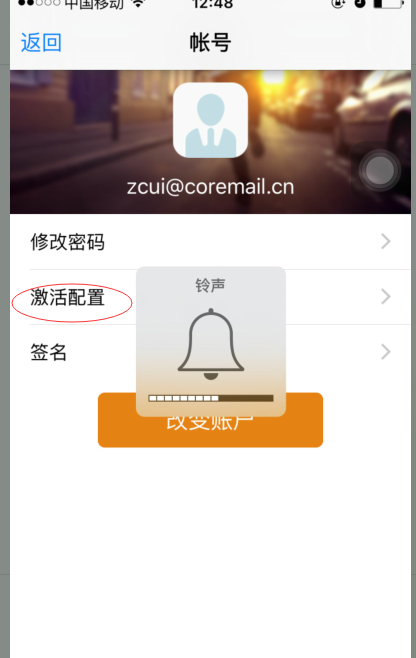 中国移动 12:48
返回 帐号
zcui@coremail.cn
修改密码
铃声
激活配置
签名
改变账户